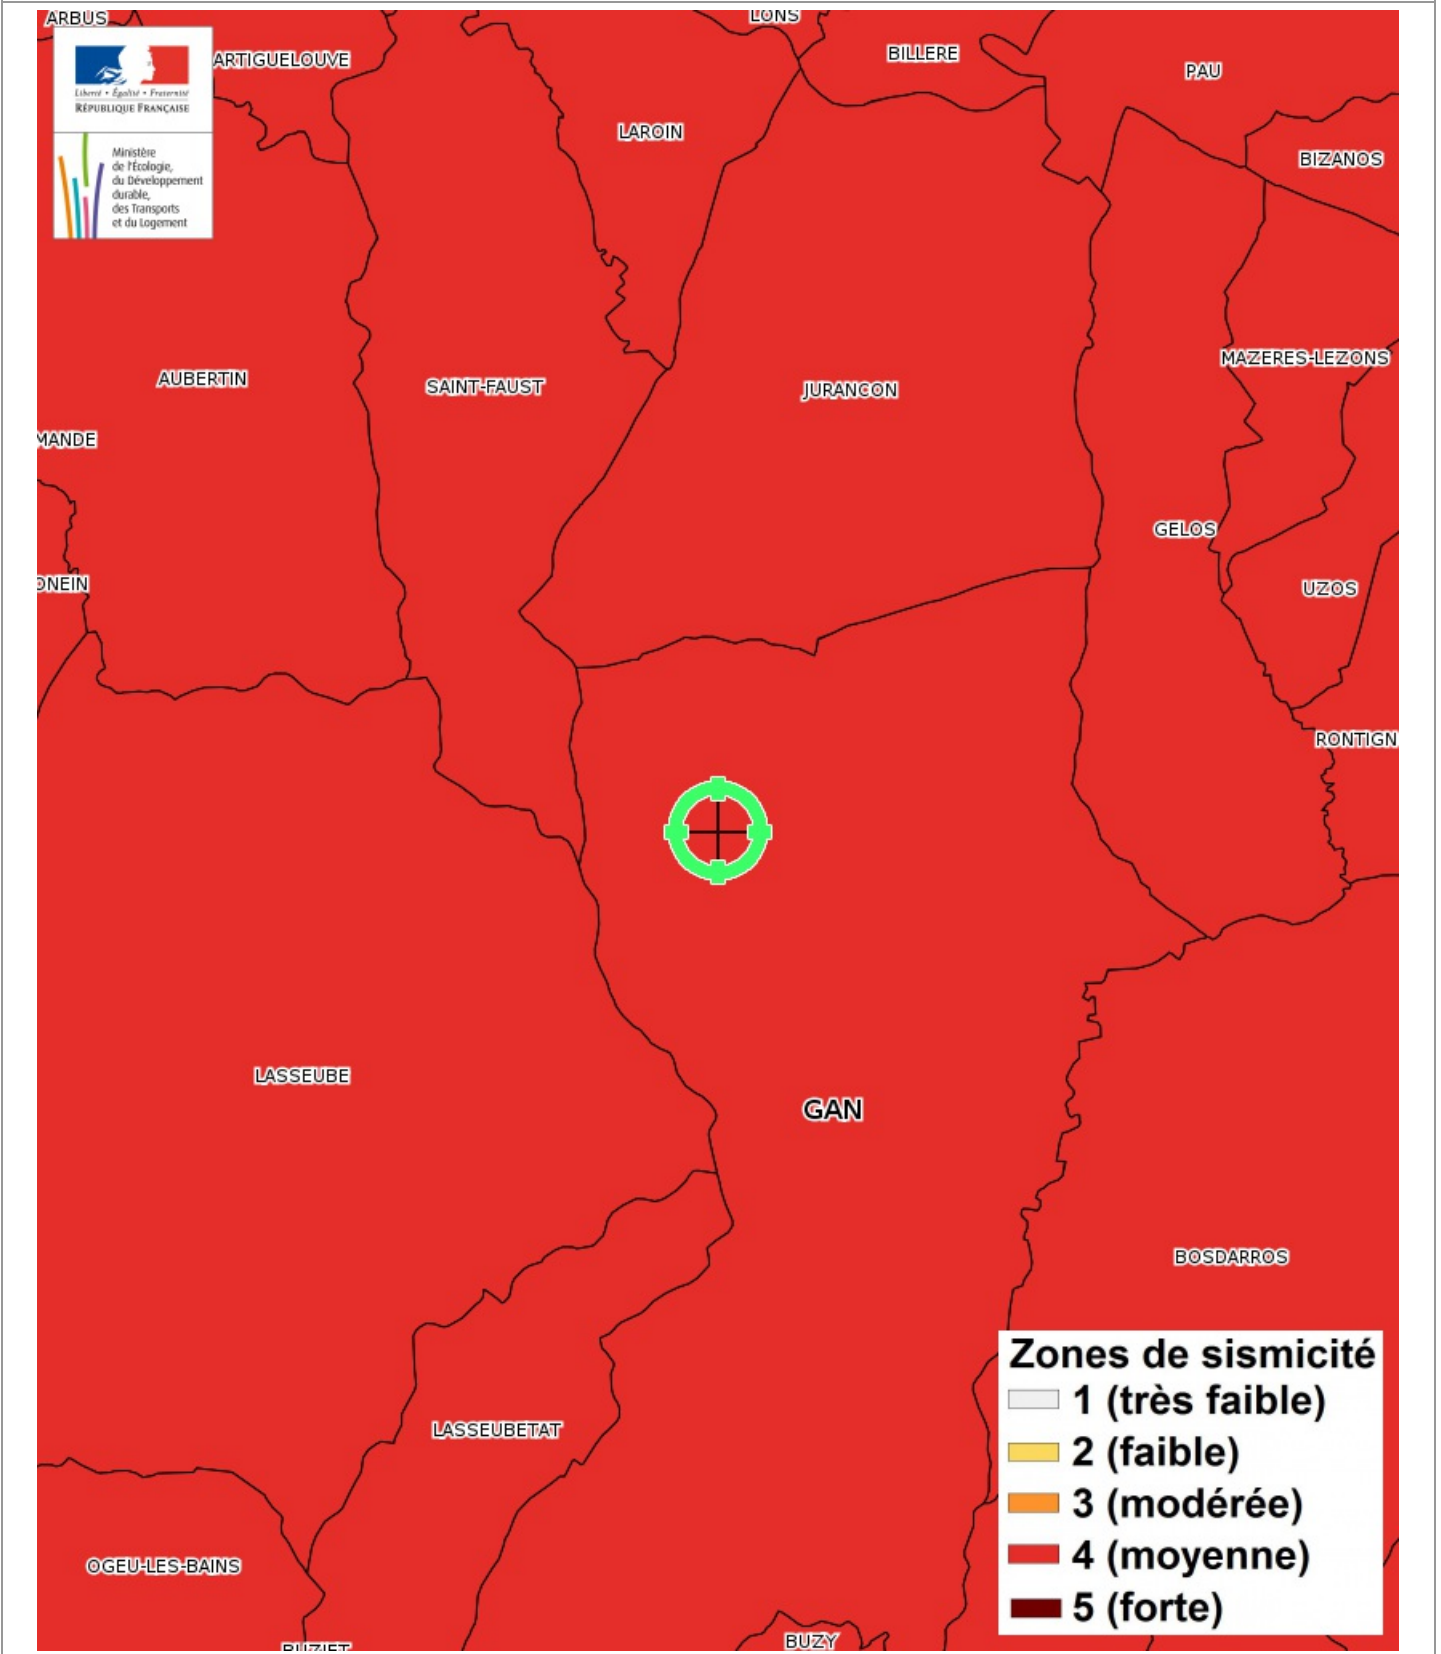 ARBUS
LONS
ARTIGUELOUVE
BILLERE
PAU
Liberté • Égalité • Fraternité
RÉPUBLIQUE FRANÇAISE
LAROIN
BIZANOS
Ministère
de l'Écologie,
du Développement
durable,
des Transports
et du Logement
MAZERES-LEZONS
AUBERTIN
SAINT-FAUST
JURANCON
MANDE
GELOS
ONEIN
UZOS
RONTIGN
LASSEUBE
GAN
BOSDARROS
Zones de sismicité
1 (très faible)
2 (faible)
3 (modérée)
4 (moyenne)
5 (forte)
LASSEUBETAT
OGEU-LES-BAINS
BUZIET
BUZY